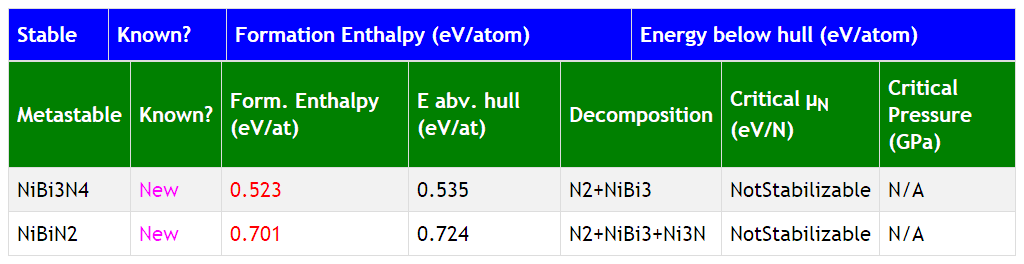 Stable Known? Formation Enthalpy (eV/atom) Energy below hull (eV/atom)
Metastable Known? Form. Enthalpy (eV/at) E abv. hull (eV/at) Decomposition Critical μN (eV/N) Critical Pressure (GPa)
NiBi3N4 New 0.523 0.535 N2+NiBi3 NotStabilizable N/A
NiBiN2 New 0.701 0.724 N2+NiBi3+Ni3N NotStabilizable N/A